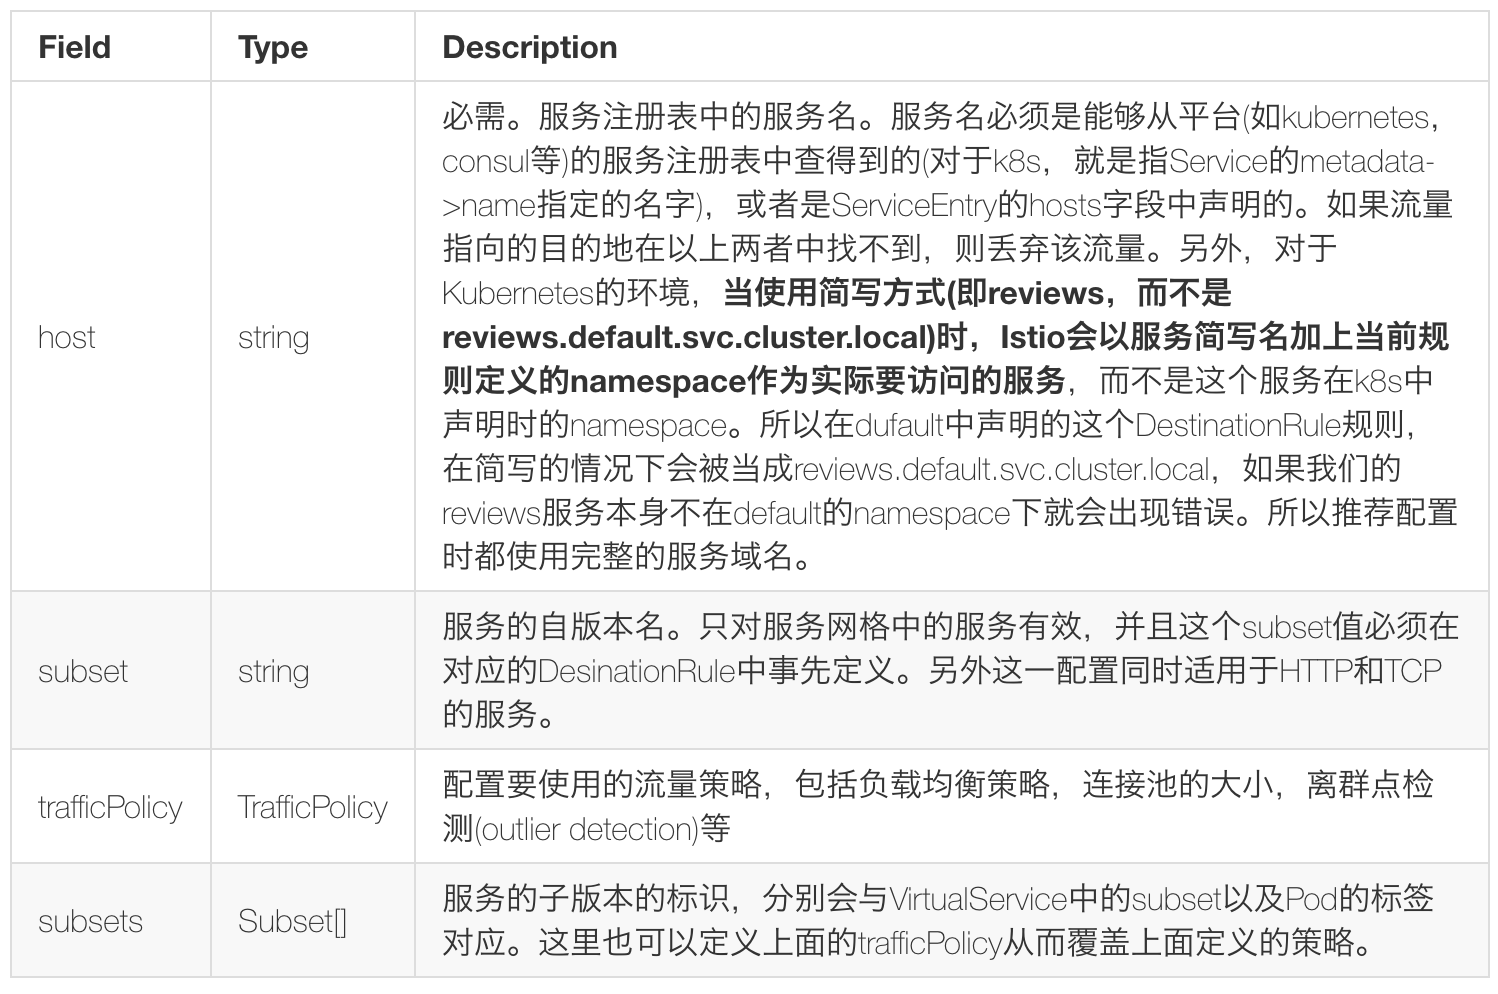 Field Type Description
必需。服务注册表中的服务名。服务名必须是能够从平台(如kubernetes，
consul等)的服务注册表中查得到的(对于k8s，就是指Service的metadata-
>name指定的名字)，或者是ServiceEntry的hosts字段中声明的。如果流量
指向的目的地在以上两者中找不到，则丢弃该流量。另外，对于
Kubernetes的环境，当使用简写方式(即reviews，而不是
host string reviews.default.svc.cluster.local)时，Istio会以服务简写名加上当前规
则定义的namespace作为实际要访问的服务，而不是这个服务在k8s中
声明时的namespace。所以在dufault中声明的这个DestinationRule规则，
在简写的情况下会被当成reviews.default.svc.cluster.local，如果我们的
reviews服务本身不在default的namespace下就会出现错误。所以推荐配置
时都使用完整的服务域名。
服务的自版本名。只对服务网格中的服务有效，并且这个subset值必须在
subset string 对应的DesinationRule中事先定义。另外这一配置同时适用于HTTP和TCP
的服务。
trafficPolicy TrafficPolicy 配置要使用的流量策略，包括负载均衡策略，连接池的大小，离群点检
测(outlier detection)等
subsets Subset[] 服务的子版本的标识，分别会与VirtualService中的subset以及Pod的标签
对应。这里也可以定义上面的trafficPolicy从而覆盖上面定义的策略。